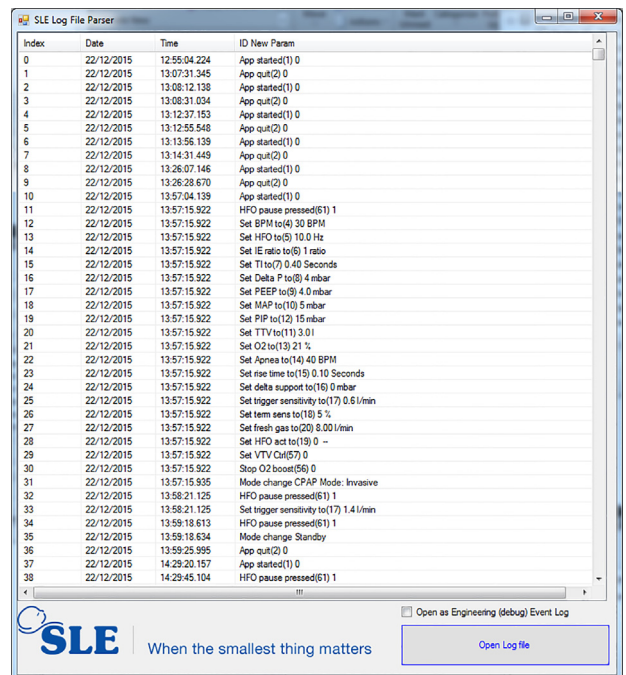 SLE Log File Parser
Index Date Time ID New Param
0 22/12/2015 12:55:04.224 App started(1) 0
1 22/12/2015 13:07:31.345 App quit(2) 0
2 22/12/2015 13:08:12.138 App started(1) 0
3 22/12/2015 13:08:31.034 App quit(2) 0
4 22/12/2015 13:12:37.153 App started(1) 0
5 22/12/2015 13:12:55.548 App quit(2) 0
6 22/12/2015 13:13:56.139 App started(1) 0
7 22/12/2015 13:14:31.449 App quit(2) 0
8 22/12/2015 13:26:07.146 App started(1) 0
9 22/12/2015 13:26:28.670 App quit(2) 0
10 22/12/2015 13:57:04.139 App started(1) 0
11 22/12/2015 13:57:15.922 HFO pause pressed(61) 1
12 22/12/2015 13:57:15.922 Set BPM to(4) 30 BPM
13 22/12/2015 13:57:15.922 Set HFO to(5) 10.0 Hz
14 22/12/2015 13:57:15.922 Set IE ratio to(6) 1 ratio
15 22/12/2015 13:57:15.922 Set TI to(7) 0.40 Seconds
16 22/12/2015 13:57:15.922 Set Delta P to(8) 4 mbar
17 22/12/2015 13:57:15.922 Set PEEP to(9) 4.0 mbar
18 22/12/2015 13:57:15.922 Set MAP to(10) 5 mbar
19 22/12/2015 13:57:15.922 Set PIP to(12) 15 mbar
20 22/12/2015 13:57:15.922 Set TTV to(11) 3.0 l
21 22/12/2015 13:57:15.922 Set O2 to(13) 21 %
22 22/12/2015 13:57:15.922 Set Apnea to(14) 40 BPM
23 22/12/2015 13:57:15.922 Set rise time to(15) 0.10 Seconds
24 22/12/2015 13:57:15.922 Set delta support to(16) 0 mbar
25 22/12/2015 13:57:15.922 Set trigger sensitivity to(17) 0.6 l/min
26 22/12/2015 13:57:15.922 Set term sens to(18) 5 %
27 22/12/2015 13:57:15.922 Set fresh gas to(20) 8.00 l/min
28 22/12/2015 13:57:15.922 Set HFO act to(19) 0 --
29 22/12/2015 13:57:15.922 Set VTV Ctrl(57) 0
30 22/12/2015 13:57:15.922 Stop O2 boost(56) 0
31 22/12/2015 13:57:15.935 Mode change CPAP Mode: Invasive
32 22/12/2015 13:58:21.125 HFO pause pressed(61) 1
33 22/12/2015 13:58:21.125 Set trigger sensitivity to(17) 1.4 l/min
34 22/12/2015 13:59:18.613 HFO pause pressed(61) 1
35 22/12/2015 13:59:18.634 Mode change Standby
36 22/12/2015 13:59:25.995 App quit(2) 0
37 22/12/2015 14:29:20.157 App started(1) 0
38 22/12/2015 14:29:45.104 HFO pause pressed(61) 1
Open as Engineering (debug) Event Log
SLE When the smallest thing matters
Open Log file